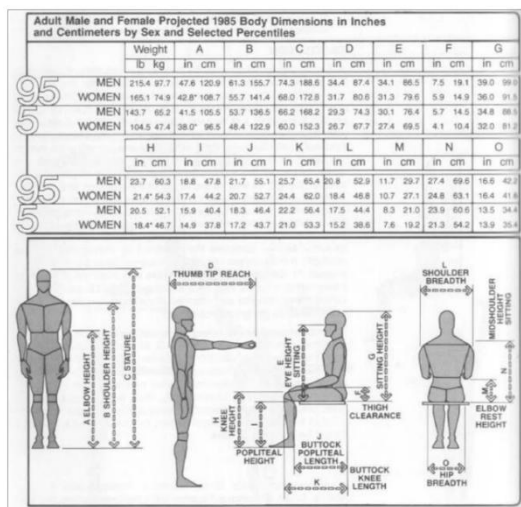 Adult Male and Female Projected 1985 Body Dimensions in Inches
and Centimeters by Sex and Selected Percentiles
Weight A B C D E F G
lb kg in cm in cm in cm in cm in cm in cm in cm
95
MEN 215.4 97.7 47.6 120.9 61.3 155.7 74.3 188.6 34.4 87.4 34.1 86.5 7.5 19.1 39.0 99.0
WOMEN 165.1 74.9 42.8* 108.7 55.7 141.4 68.0 172.8 31.7 80.6 31.3 79.6 5.9 14.9 36.0 91.5
5
MEN 143.7 65.2 41.5 105.5 53.7 136.5 66.2 168.2 29.3 74.3 30.1 76.4 5.7 14.5 34.8 88.5
WOMEN 104.5 47.4 38.0* 96.5 48.4 122.9 60.0 152.3 26.7 67.7 27.4 69.5 4.1 10.4 32.0 81.2
H I J K L M N O
in cm in cm in cm in cm in cm in cm in cm in cm
95
MEN 23.7 60.3 18.8 47.8 21.7 55.1 25.7 65.4 20.8 52.9 11.7 29.7 27.4 69.6 16.6 42.2
WOMEN 21.4* 54.3 17.4 44.2 20.7 52.7 24.4 62.0 18.4 46.8 10.7 27.1 24.8 63.1 16.4 41.6
5
MEN 20.5 52.1 15.9 40.4 18.3 46.4 22.2 56.4 17.5 44.4 8.3 21.0 23.9 60.6 13.5 34.4
WOMEN 18.4* 46.7 14.9 37.8 17.2 43.7 21.0 53.3 15.2 38.6 7.6 19.2 21.3 54.2 13.9 35.4
A ELBOW HEIGHT
B SHOULDER HEIGHT
C STATURE
D
THUMB TIP REACH
E
EYE HEIGHT
SITTING
G
SITTING HEIGHT
F
THIGH
CLEARANCE
H
KNEE
HEIGHT
I
POPLITEAL
HEIGHT
J
BUTTOCK
POPLITEAL
LENGTH
K
BUTTOCK
KNEE
LENGTH
L
SHOULDER
BREADTH
MIDSHOULDER
HEIGHT
SITTING
N
M
ELBOW
REST
HEIGHT
O
HIP
BREADTH